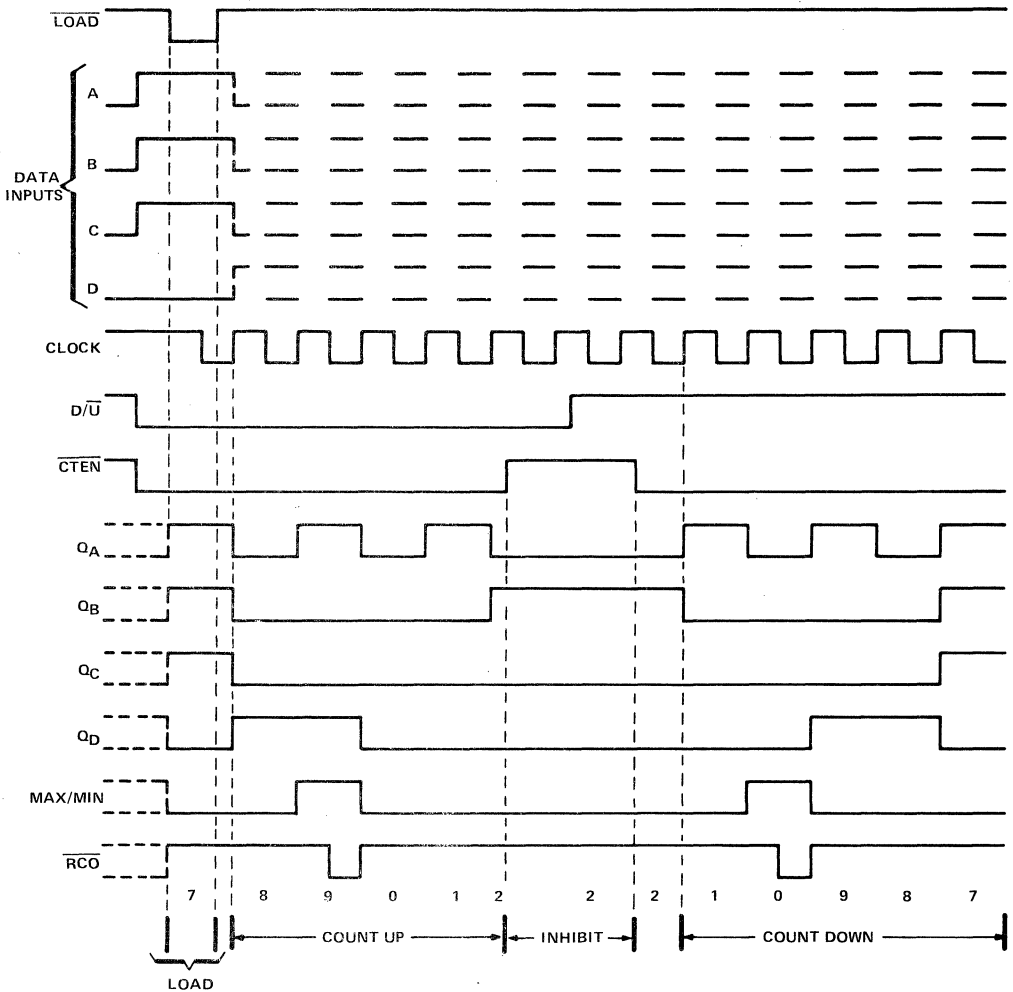 LOAD
A
B
DATA
INPUTS
C
D
CLOCK
D/U̅
CTEN
QA
QB
QC
QD
MAX/MIN
RCO
7 8 9 0 1 2 2 2 1 0 9 8 7
COUNT UP INHIBIT COUNT DOWN
LOAD